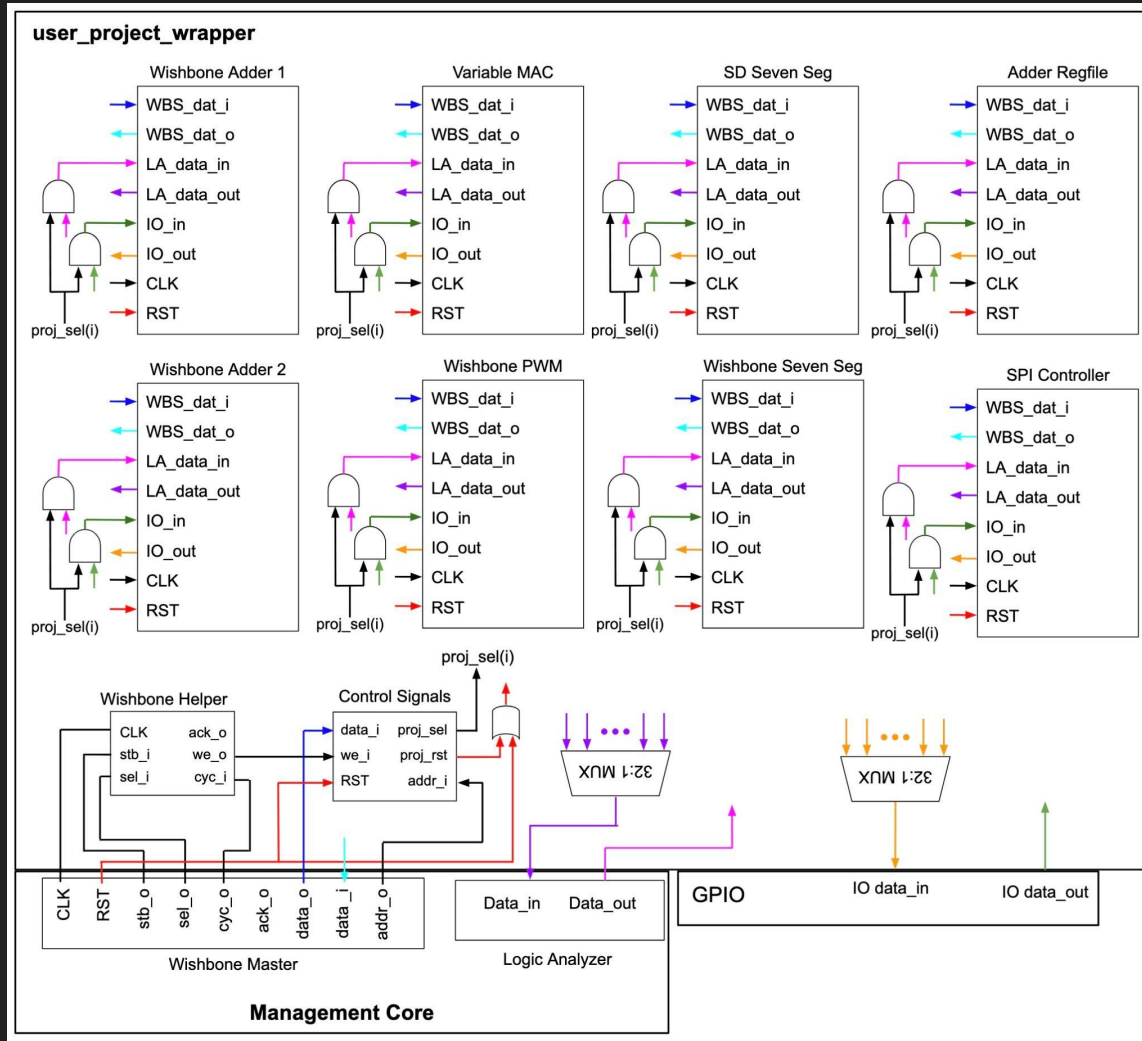 user_project_wrapper
Wishbone Adder 1
WBS_dat_i
WBS_dat_o
LA_data_in
LA_data_out
IO_in
IO_out
CLK
RST
proj_sel(i)
Variable MAC
WBS_dat_i
WBS_dat_o
LA_data_in
LA_data_out
IO_in
IO_out
CLK
RST
proj_sel(i)
SD Seven Seg
WBS_dat_i
WBS_dat_o
LA_data_in
LA_data_out
IO_in
IO_out
CLK
RST
proj_sel(i)
Adder Regfile
WBS_dat_i
WBS_dat_o
LA_data_in
LA_data_out
IO_in
IO_out
CLK
RST
proj_sel(i)
Wishbone Adder 2
WBS_dat_i
WBS_dat_o
LA_data_in
LA_data_out
IO_in
IO_out
CLK
RST
proj_sel(i)
Wishbone PWM
WBS_dat_i
WBS_dat_o
LA_data_in
LA_data_out
IO_in
IO_out
CLK
RST
proj_sel(i)
Wishbone Seven Seg
WBS_dat_i
WBS_dat_o
LA_data_in
LA_data_out
IO_in
IO_out
CLK
RST
proj_sel(i)
SPI Controller
WBS_dat_i
WBS_dat_o
LA_data_in
LA_data_out
IO_in
IO_out
CLK
RST
proj_sel(i)
proj_sel(i)
Wishbone Helper
CLK ack_o
stb_i we_o
sel_i cyc_i
Control Signals
data_i proj_sel
we_i proj_rst
RST addr_i
32:1 MUX
32:1 MUX
CLK
RST
stb_o
sel_o
cyc_o
ack_o
data_o
data_i
addr_o
Wishbone Master
Data_in Data_out
Logic Analyzer
GPIO
IO data_in
IO data_out
Management Core